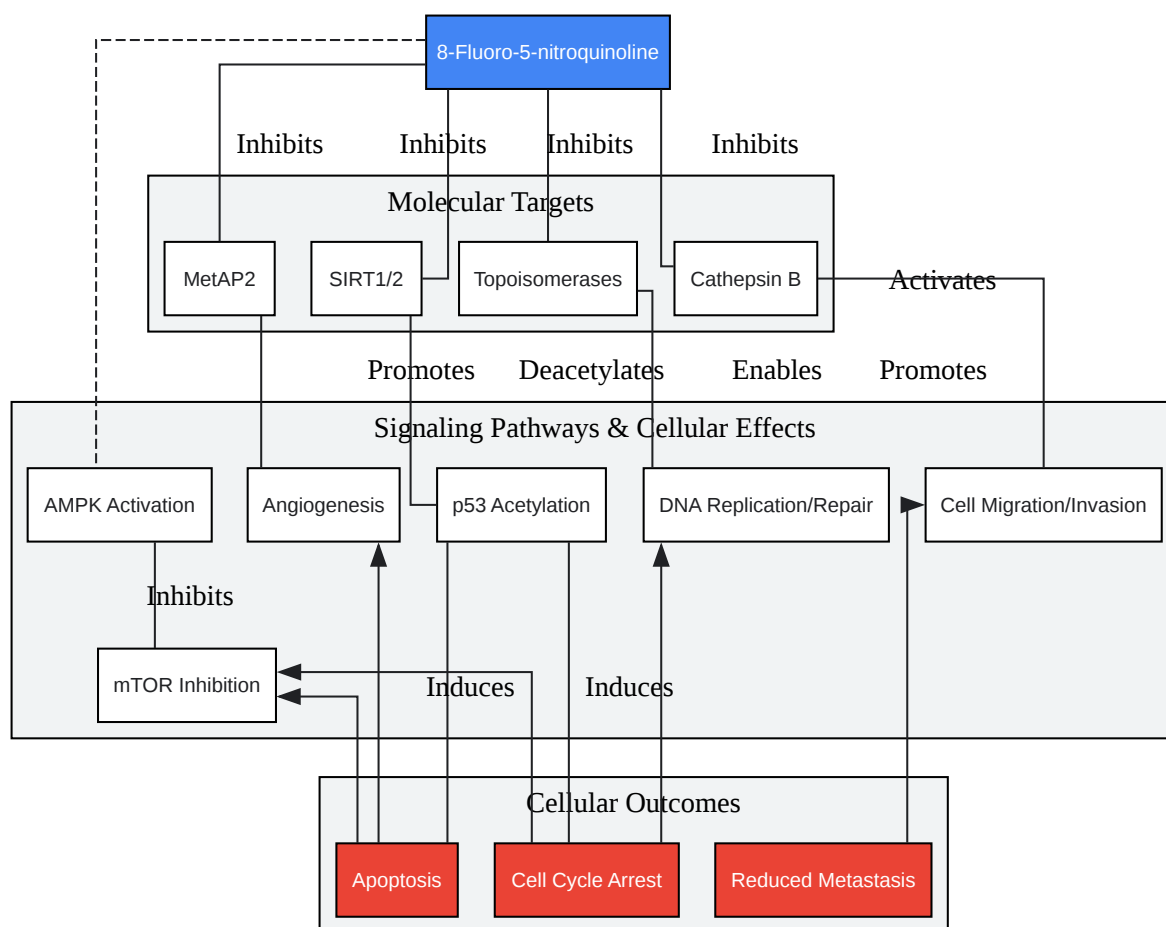 8-Fluoro-5-nitroquinoline
Inhibits Inhibits Inhibits Inhibits
Molecular Targets
MetAP2 SIRT1/2 Topoisomerases Cathepsin B Activates
Promotes Deacetylates Enables Promotes
Signaling Pathways & Cellular Effects
AMPK Activation Angiogenesis p53 Acetylation DNA Replication/Repair Cell Migration/Invasion
Inhibits
mTOR Inhibition Induces Induces
Cellular Outcomes
Apoptosis Cell Cycle Arrest Reduced Metastasis